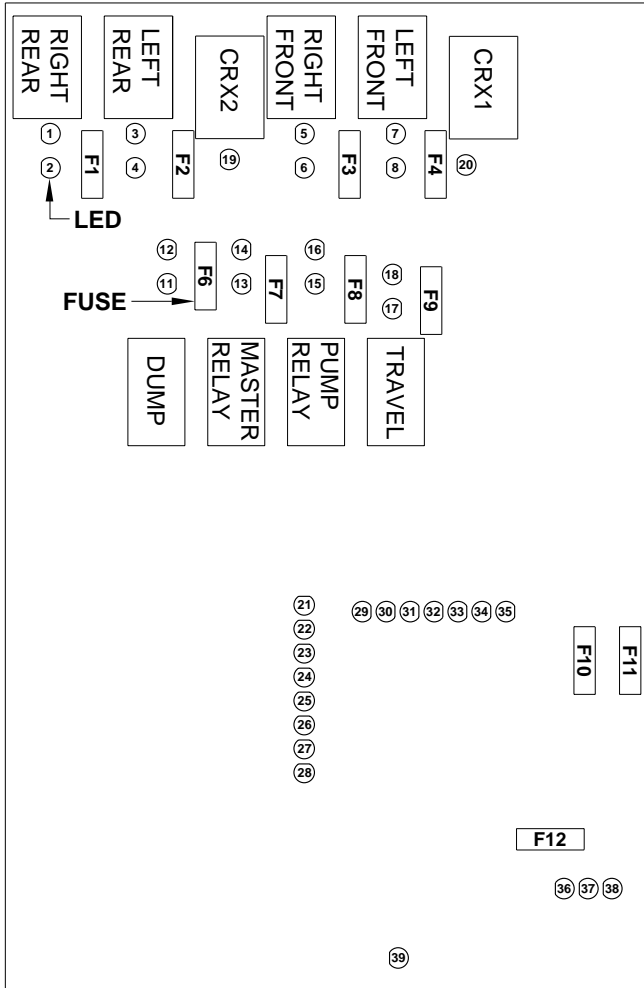 RIGHT
REAR
LEFT
REAR
CRX2
RIGHT
FRONT
LEFT
FRONT
CRX1
1
3
5
7
2
F1
4
F2
19
6
F3
8
F4
20
LED
12
14
16
18
11
F6
13
F7
15
F8
17
F9
FUSE
DUMP
MASTER
RELAY
PUMP
RELAY
TRAVEL
21
29 30 31 32 33 34 35
22
23
24
25
26
27
28
F10
F11
F12
36 37 38
39